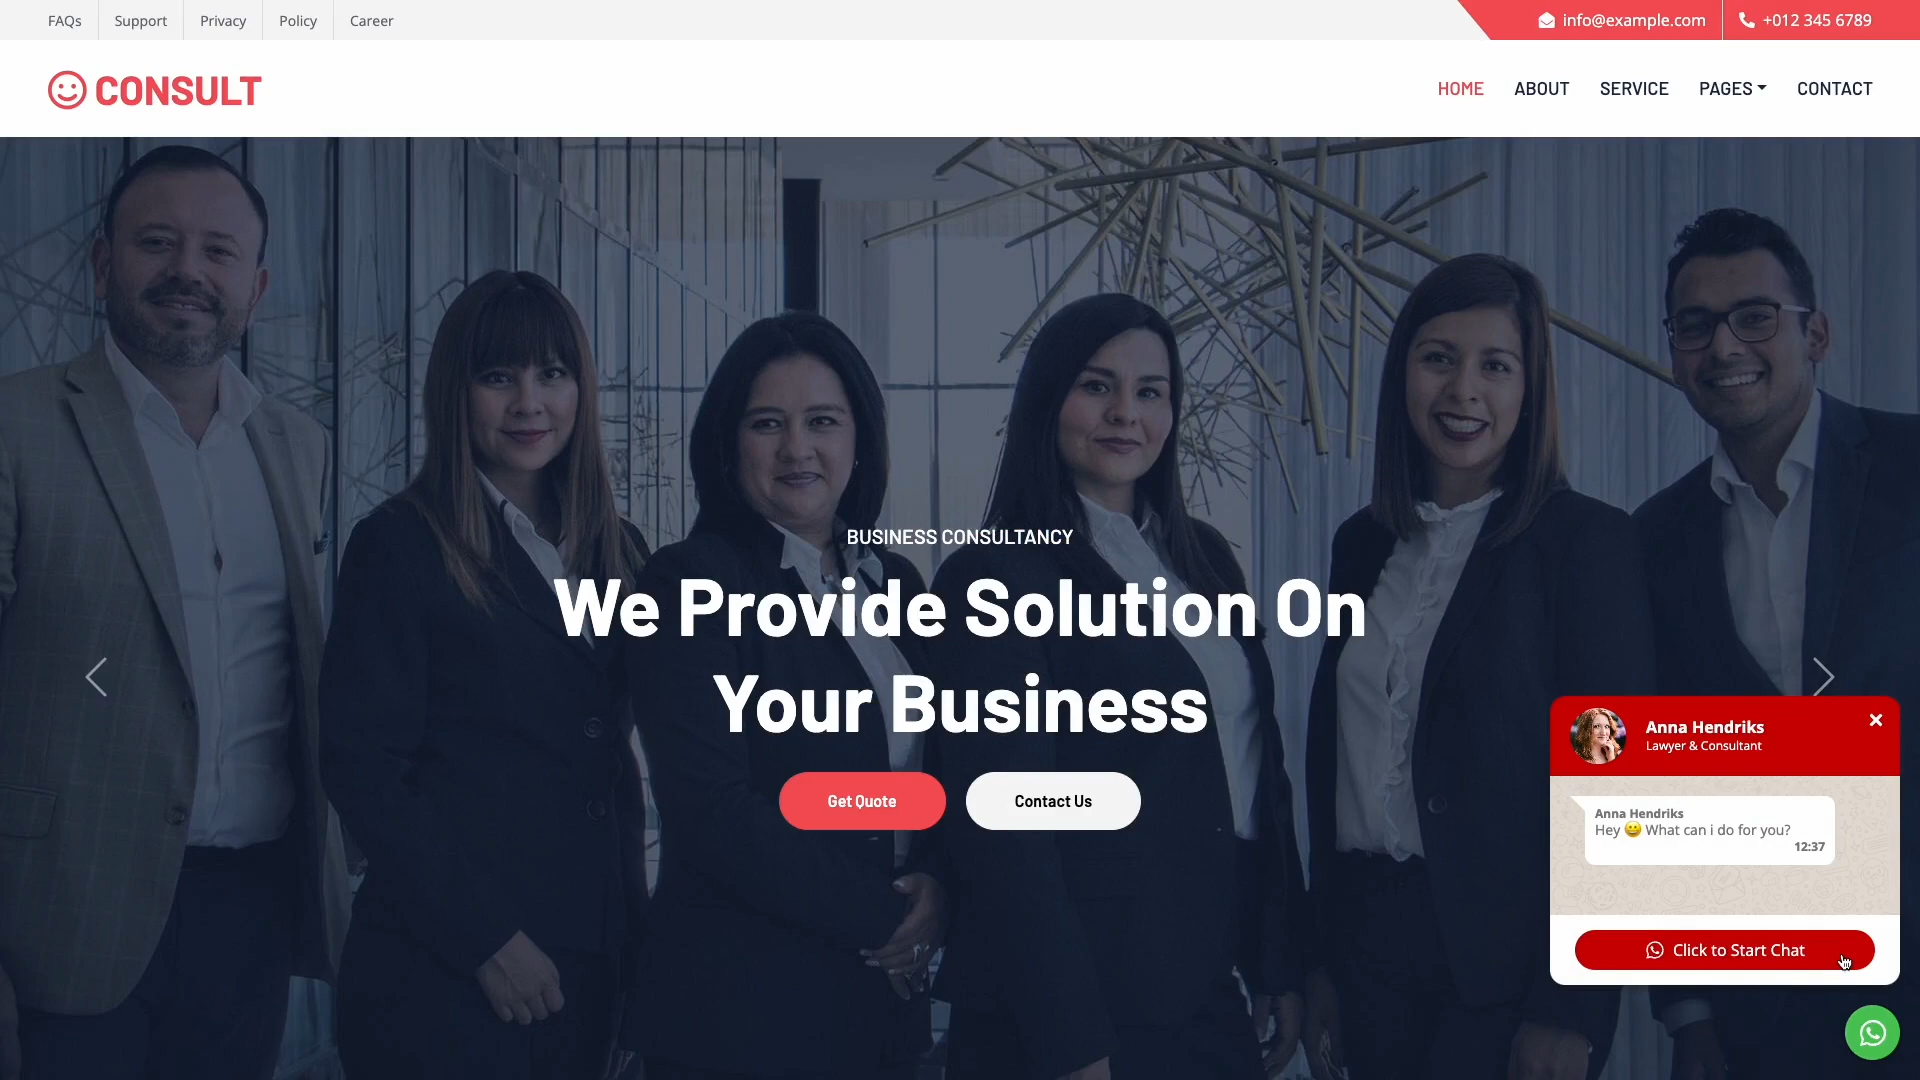 FAQs Support Privacy Policy Career info@example.com +012 345 6789
CONSULT HOME ABOUT SERVICE PAGES CONTACT
BUSINESS CONSULTANCY
We Provide Solution On
Your Business
Get Quote Contact Us
Anna Hendriks
Lawyer & Consultant
Anna Hendriks
Hey 😀 What can i do for you?
12:37
Click to Start Chat